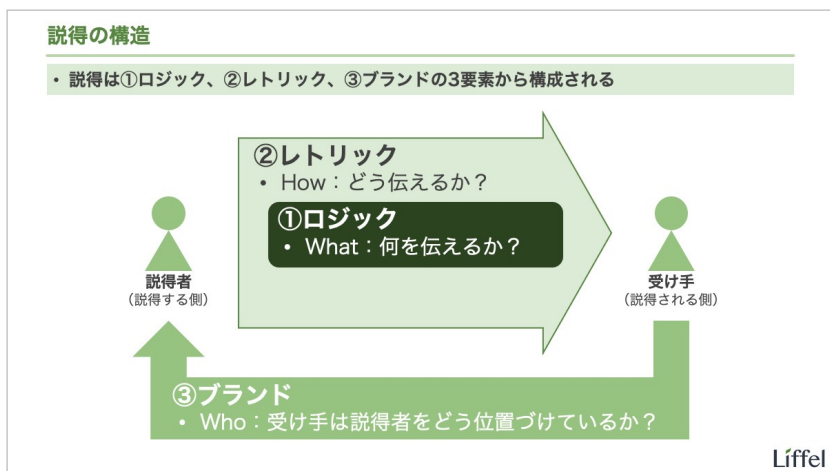 説得の構造
• 説得は①ロジック、②レトリック、③ブランドの3要素から構成される
②レトリック
• How：どう伝えるか？
①ロジック
• What：何を伝えるか？
説得者
（説得する側）
受け手
（説得される側）
③ブランド
• Who：受け手は説得者をどう位置づけているか？
Liffel